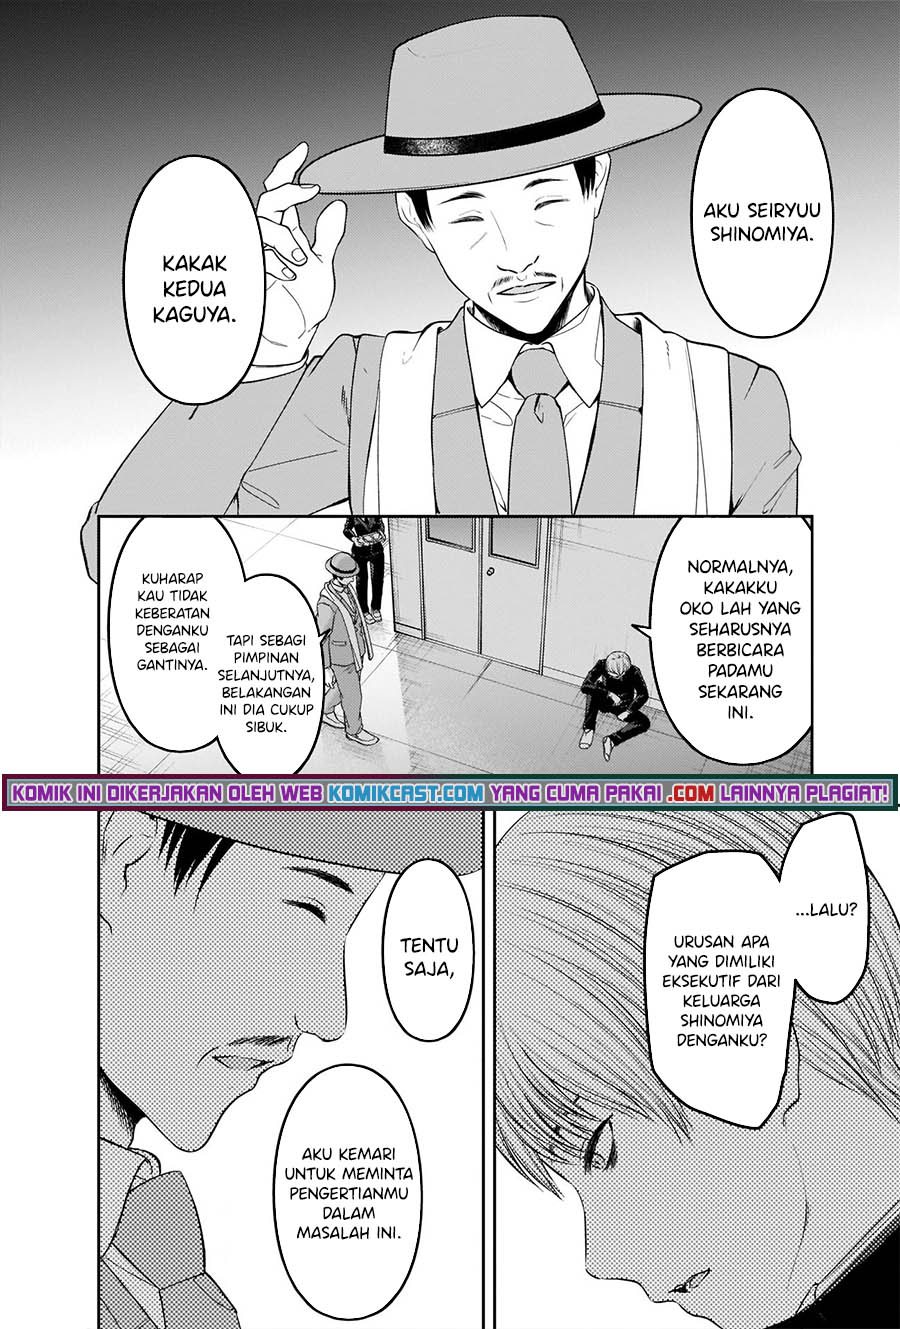 AKU SEIRYUU
SHINOMIYA.
KAKAK
KEDUA
KAGUYA.
NORMALNYA,
KAKAKKU
OKO LAH YANG
SEHARUSNYA
BERBICARA
PADAMU
SEKARANG
INI.
TAPI SEBAGI
PIMPINAN
SELANJUTNYA,
BELAKANGAN
INI DIA CUKUP
SIBUK.
KUHARAP
KAU TIDAK
KEBERATAN
DENGANKU
SEBAGAI
GANTINYA.
KOMIK INI DIKERJAKAN OLEH WEB KOMIKCAST.COM YANG CUMA PAKAI .COM LAINNYA PLAGIAT!
...LALU?
URUSAN APA
YANG DIMILIKI
EKSEKUTIF DARI
KELUARGA
SHINOMIYA
DENGANKU?
TENTU
SAJA,
AKU KEMARI
UNTUK MEMINTA
PENGERTIANMU
DALAM
MASALAH INI.